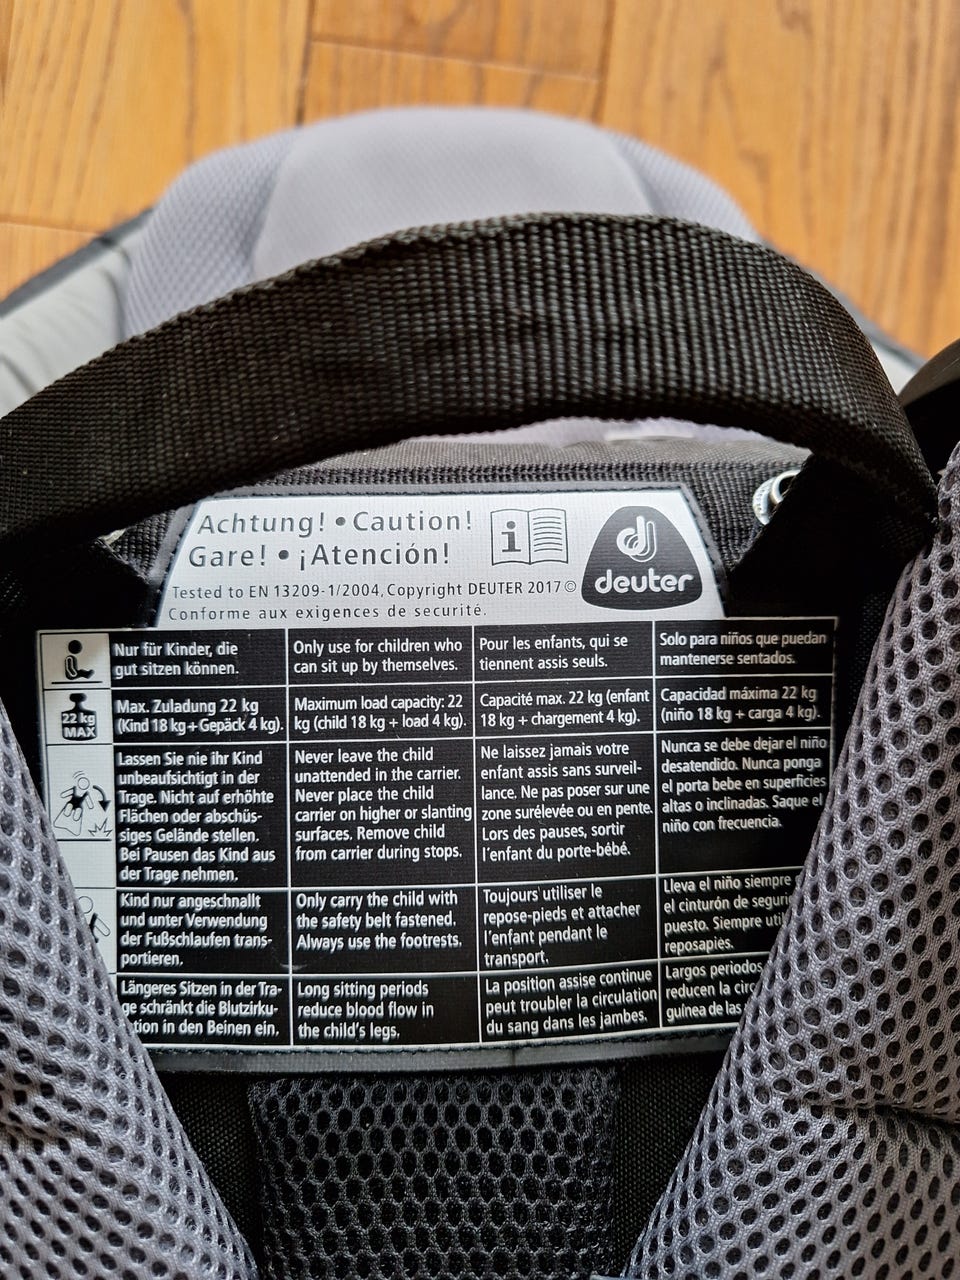 Achtung! • Caution!
Gare! • ¡Atención!
i
deuter
Tested to EN 13209-1/2004, Copyright DEUTER 2017©
Conforme aux exigences de securité.
Nur für Kinder, die
gut sitzen können.
Only use for children who
can sit up by themselves.
Pour les enfants, qui se
tiennent assis seuls.
Solo para niños que puedan
mantenerse sentados.
22 kg
MAX
Max. Zuladung 22 kg
(Kind 18 kg+Gepäck 4 kg).
Maximum load capacity: 22
kg (child 18 kg + load 4 kg).
Capacité max. 22 kg (enfant
18 kg + chargement 4 kg).
Capacidad máxima 22 kg
(niño 18 kg + carga 4 kg).
Lassen Sie nie ihr Kind
unbeaufsichtigt in der
Trage. Nicht auf erhöhte
Flächen oder abschüs-
siges Gelände stellen.
Bei Pausen das Kind aus
der Trage nehmen.
Never leave the child
unattended in the carrier.
Never place the child
carrier on higher or slanting
surfaces. Remove child
from carrier during stops.
Ne laissez jamais votre
enfant assis sans surveil-
lance. Ne pas poser sur une
zone surélevée ou en pente.
Lors des pauses, sortir
l'enfant du porte-bébé.
Nunca se debe dejar el niño
desatendido. Nunca ponga
el porta bebe en superficies
altas o inclinadas. Saque el
niño con frecuencia.
Kind nur angeschnallt
und unter Verwendung
der Fußschlaufen trans-
portieren.
Only carry the child with
the safety belt fastened.
Always use the footrests.
Toujours utiliser le
repose-pieds et attacher
l'enfant pendant le
transport.
Lleva el niño siempre
el cinturón de
puesto. Siempre
reposapiés.
Längeres Sitzen in der Tra-
ge schränkt die Blutzirku-
in den Beinen ein.
Long sitting periods
reduce blood flow in
the child's legs.
La position assise continue
peut troubler la circulation
du sang dans les jambes.
Largos periodos
reducen la
guinea de las